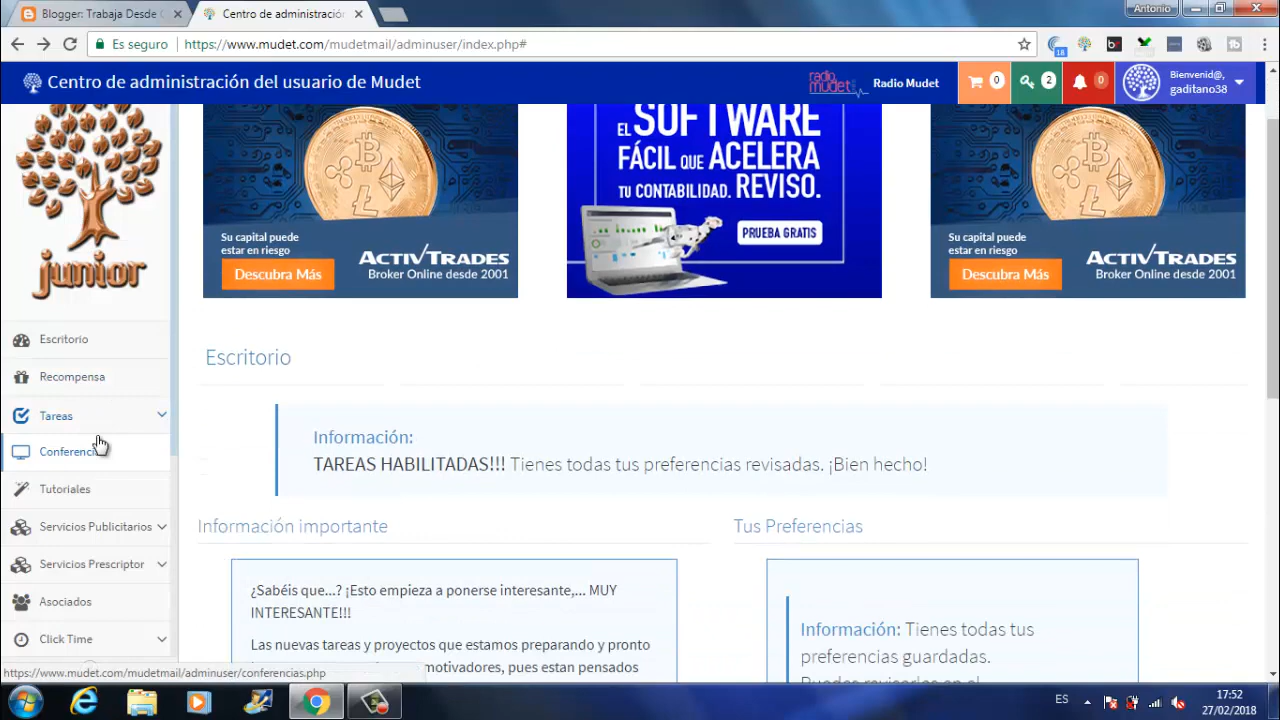 Blogger: Trabaja Desde
Centro de administración
Antonio
Es seguro
https://www.mudet.com/mudetmail/adminuser/index.php#
18
Centro de administración del usuario de Mudet
radio mudet
Radio Mudet
0
2
0
Bienvenid@,
gaditano38
junior
Su capital puede
estar en riesgo
Descubra Más
ACTIVTRADES
Broker Online desde 2001
EL SOFTWARE
FÁCIL QUE ACELERA
TU CONTABILIDAD. REVISO.
PRUEBA GRATIS
Su capital puede
estar en riesgo
Descubra Más
ACTIVTRADES
Broker Online desde 2001
Escritorio
Recompensa
Tareas
Conferenci
Tutoriales
Servicios Publicitarios
Servicios Prescriptor
Asociados
Click Time
Escritorio
Información:
TAREAS HABILITADAS!!! Tienes todas tus preferencias revisadas. ¡Bien hecho!
Información importante
¿Sabéis que...? ¡Esto empieza a ponerse interesante,... MUY
INTERESANTE!!!
Las nuevas tareas y proyectos que estamos preparando y pronto
motivadores, pues estan pensados
Tus Preferencias
Información: Tienes todas tus
preferencias guardadas.
https://www.mudet.com/mudetmail/adminuser/conferencias.php
ES
17:52
27/02/2018